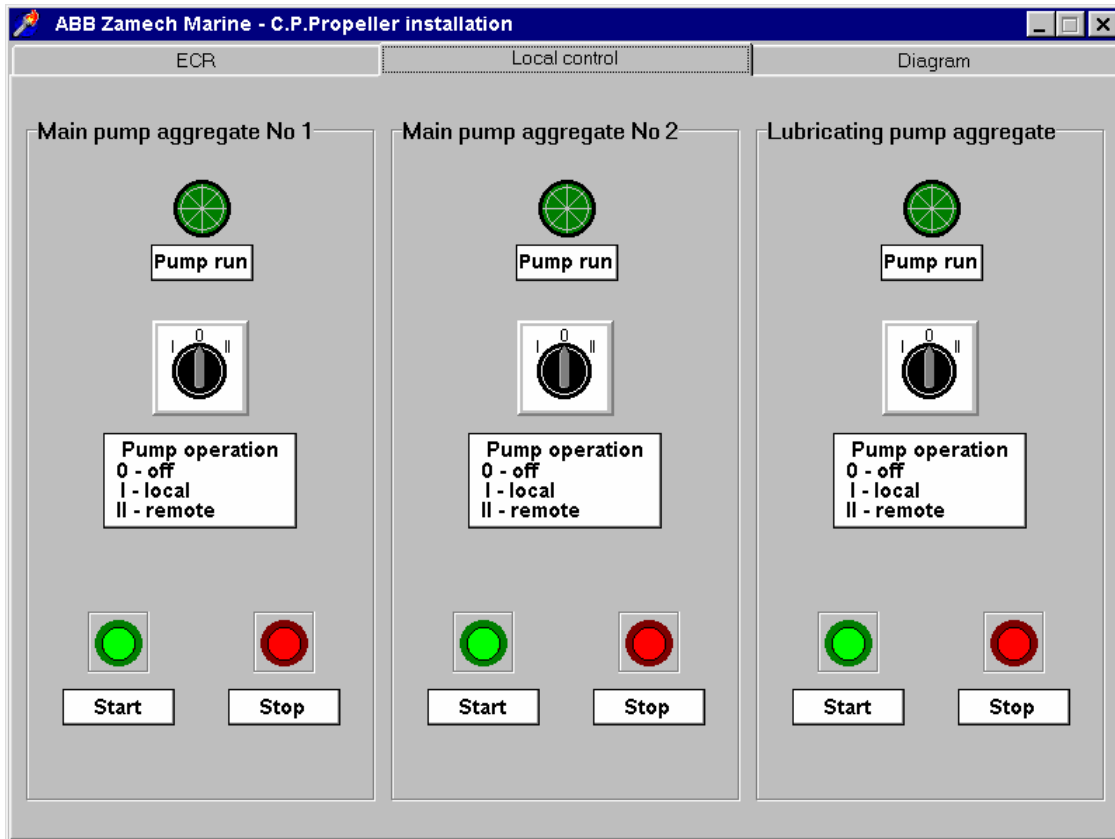 ABB Zamech Marine - C.P.Propeller installation
ECR
Local control
Diagram
Main pump aggregate No 1
Pump run
I 0 II
Pump operation
0 - off
I - local
II - remote
Start
Stop
Main pump aggregate No 2
Pump run
I 0 II
Pump operation
0 - off
I - local
II - remote
Start
Stop
Lubricating pump aggregate
Pump run
I 0 II
Pump operation
0 - off
I - local
II - remote
Start
Stop